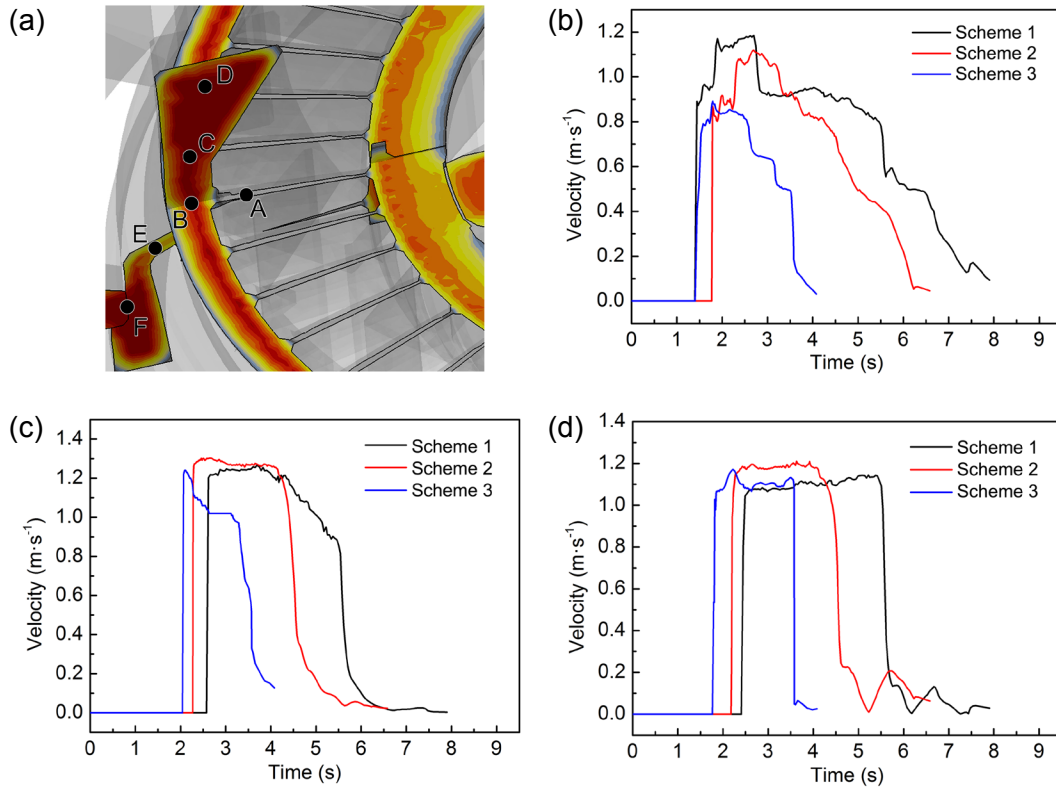 (a)
D
C
A
B
E
F
(b)
Velocity (m·s⁻¹)
1.2
1.0
0.8
0.6
0.4
0.2
0.0
Scheme 1
Scheme 2
Scheme 3
0 1 2 3 4 5 6 7 8 9
Time (s)
(c)
Velocity (m·s⁻¹)
1.4
1.2
1.0
0.8
0.6
0.4
0.2
0.0
Scheme 1
Scheme 2
Scheme 3
0 1 2 3 4 5 6 7 8 9
Time (s)
(d)
Velocity (m·s⁻¹)
1.4
1.2
1.0
0.8
0.6
0.4
0.2
0.0
Scheme 1
Scheme 2
Scheme 3
0 1 2 3 4 5 6 7 8 9
Time (s)